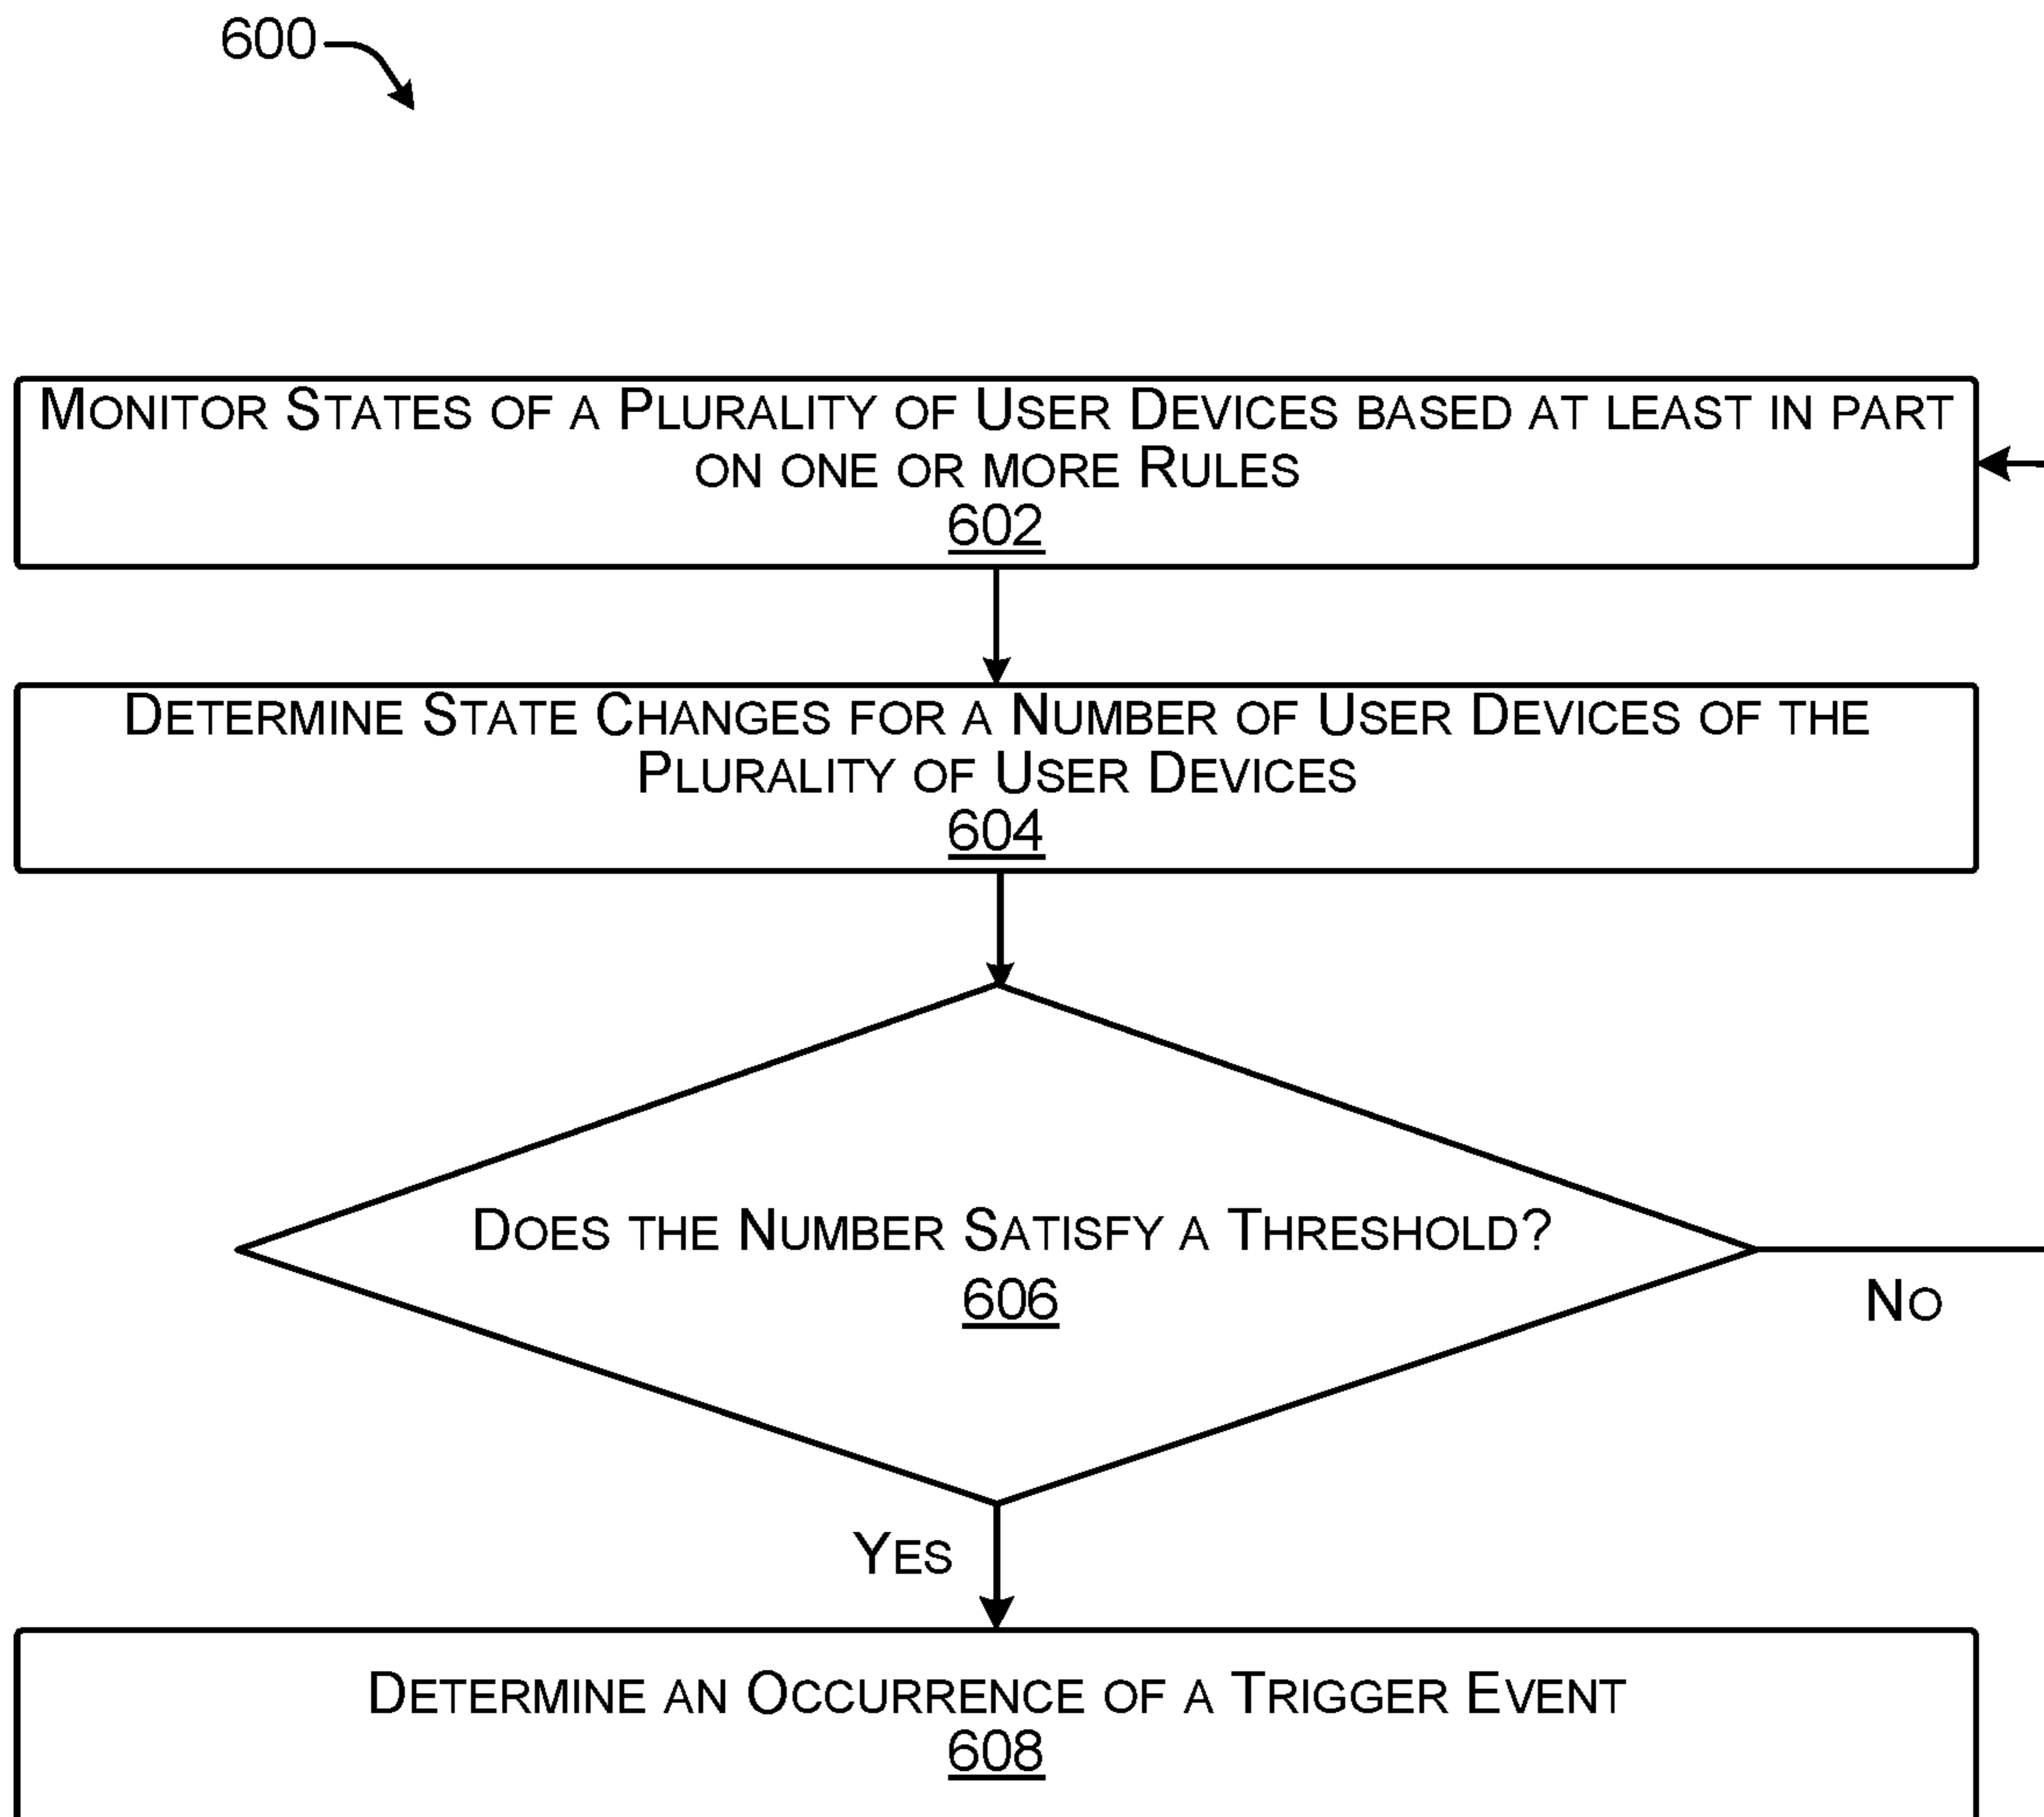 600
Monitor States of a Plurality of User Devices based at least in part
on one or more Rules
602
Determine State Changes for a Number of User Devices of the
Plurality of User Devices
604
Does the Number Satisfy a Threshold?
606
No
Yes
Determine an Occurrence of a Trigger Event
608